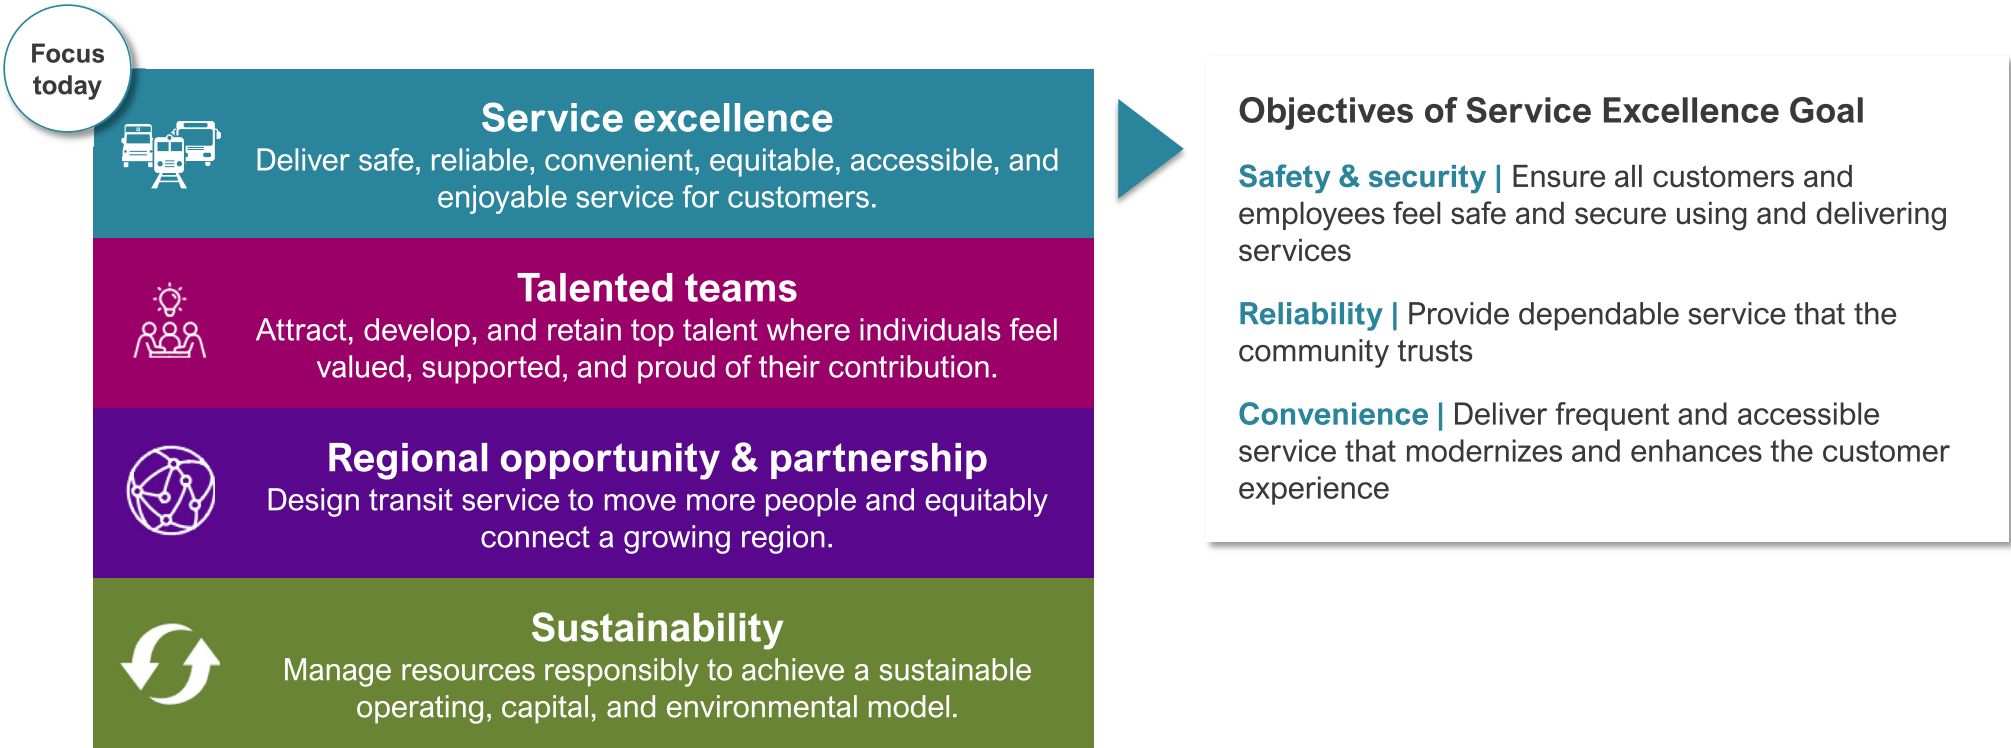 Focus
today
Service excellence
Deliver safe, reliable, convenient, equitable, accessible, and
enjoyable service for customers.
Talented teams
Attract, develop, and retain top talent where individuals feel
valued, supported, and proud of their contribution.
Regional opportunity & partnership
Design transit service to move more people and equitably
connect a growing region.
Sustainability
Manage resources responsibly to achieve a sustainable
operating, capital, and environmental model.
Objectives of Service Excellence Goal
Safety & security | Ensure all customers and
employees feel safe and secure using and delivering
services
Reliability | Provide dependable service that the
community trusts
Convenience | Deliver frequent and accessible
service that modernizes and enhances the customer
experience